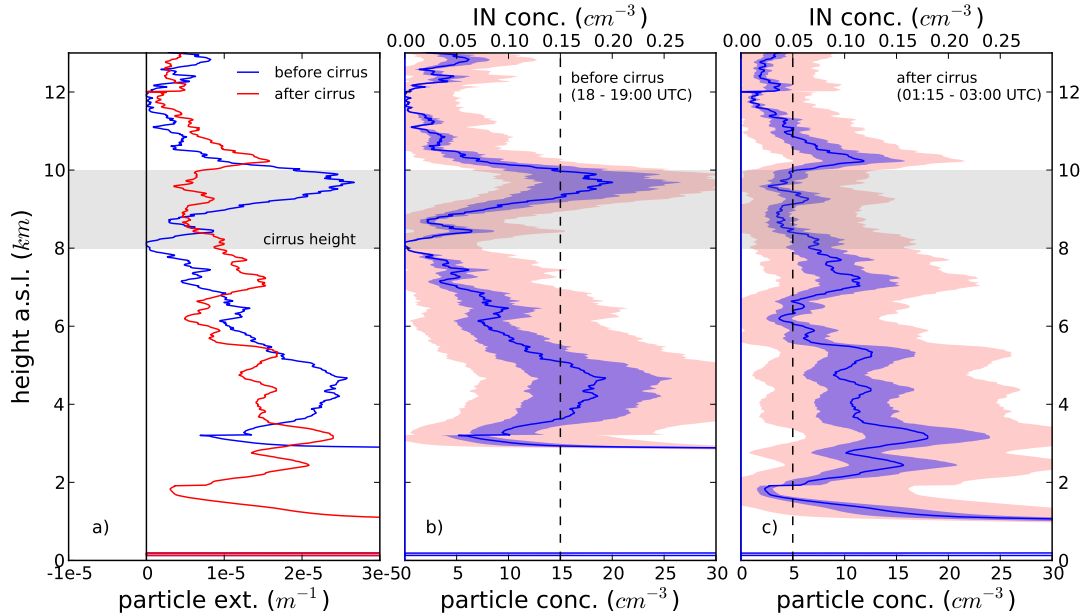 IN conc. (cm⁻³)
IN conc. (cm⁻³)
0.00 0.05 0.10 0.15 0.20 0.25
0.00 0.05 0.10 0.15 0.20 0.25
before cirrus
after cirrus
before cirrus
(18 - 19:00 UTC)
after cirrus
(01:15 - 03:00 UTC)
12
10
8
6
4
2
0
height a.s.l. (km)
cirrus height
12
10
8
6
4
2
0
a)
b)
c)
-1e-5 0 1e-5 2e-5 3e-5
0 5 10 15 20 25 30
0 5 10 15 20 25 30
particle ext. (m⁻¹)
particle conc. (cm⁻³)
particle conc. (cm⁻³)